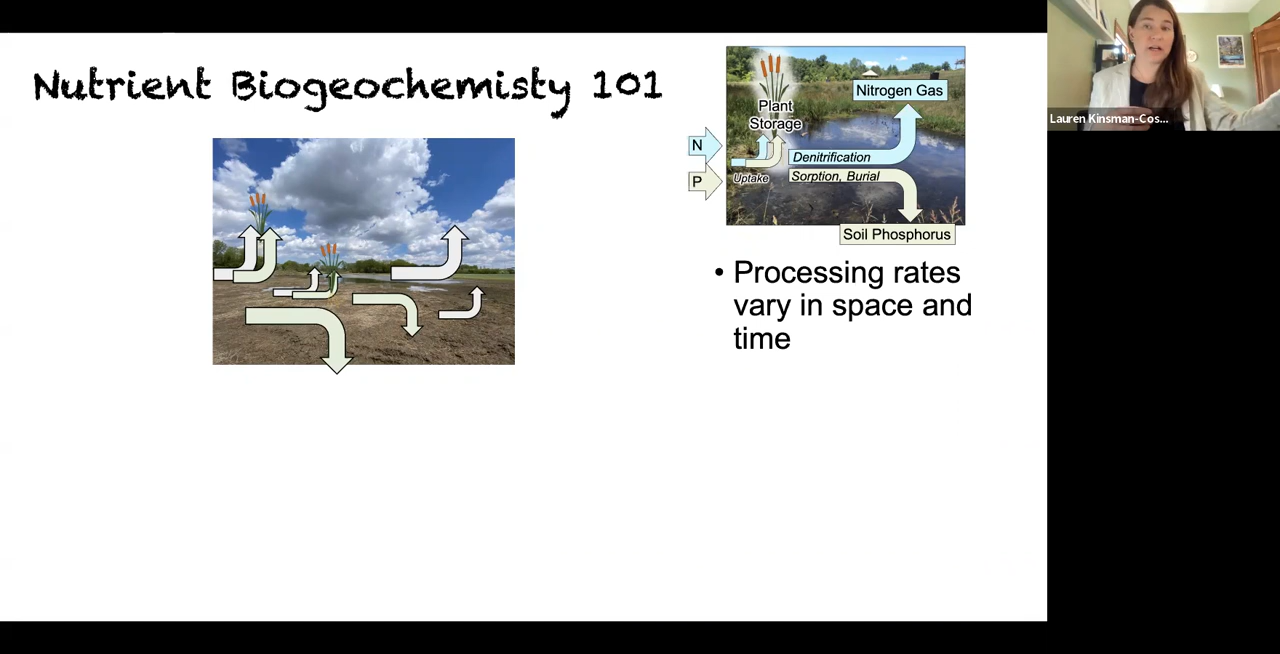 Nutrient Biogeochemisty 101
Nitrogen Gas
Plant
Storage
N
Denitrification
P
Uptake
Sorption, Burial
Soil Phosphorus
• Processing rates
vary in space and
time
Lauren Kinsman-Cos...